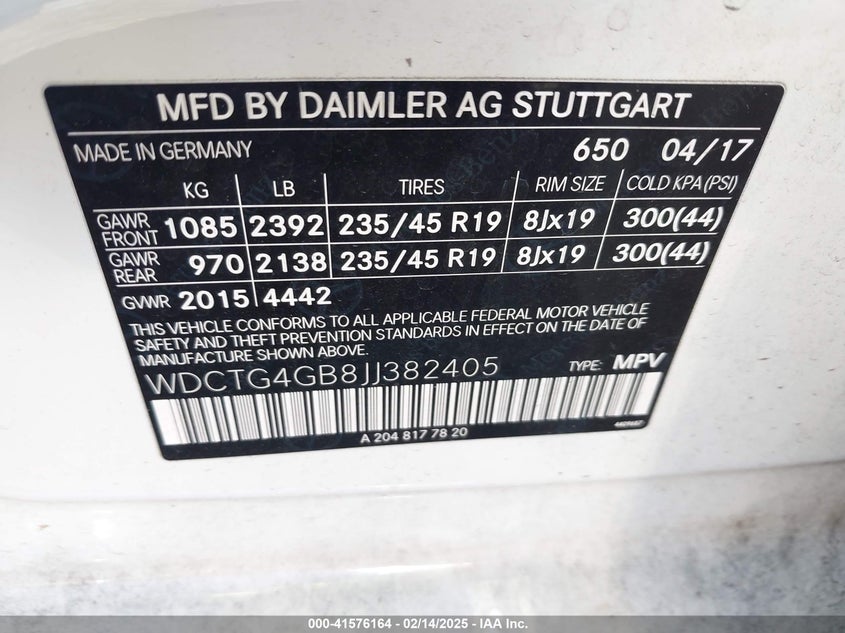 MFD BY DAIMLER AG STUTTGART
MADE IN GERMANY 650 04/17
KG LB TIRES RIM SIZE COLD KPA (PSI)
GAWR FRONT 1085 2392 235/45 R19 8Jx19 300(44)
GAWR REAR 970 2138 235/45 R19 8Jx19 300(44)
GVWR 2015 4442
THIS VEHICLE CONFORMS TO ALL APPLICABLE FEDERAL MOTOR VEHICLE
SAFETY AND THEFT PREVENTION STANDARDS IN EFFECT ON THE DATE OF
MANUFACTURE SHOWN ABOVE.
WDCTG4GB8JJ382405 TYPE: MPV
A 204 817 78 20
000-41576164 - 02/14/2025 - © IAA Holdings, LLC.